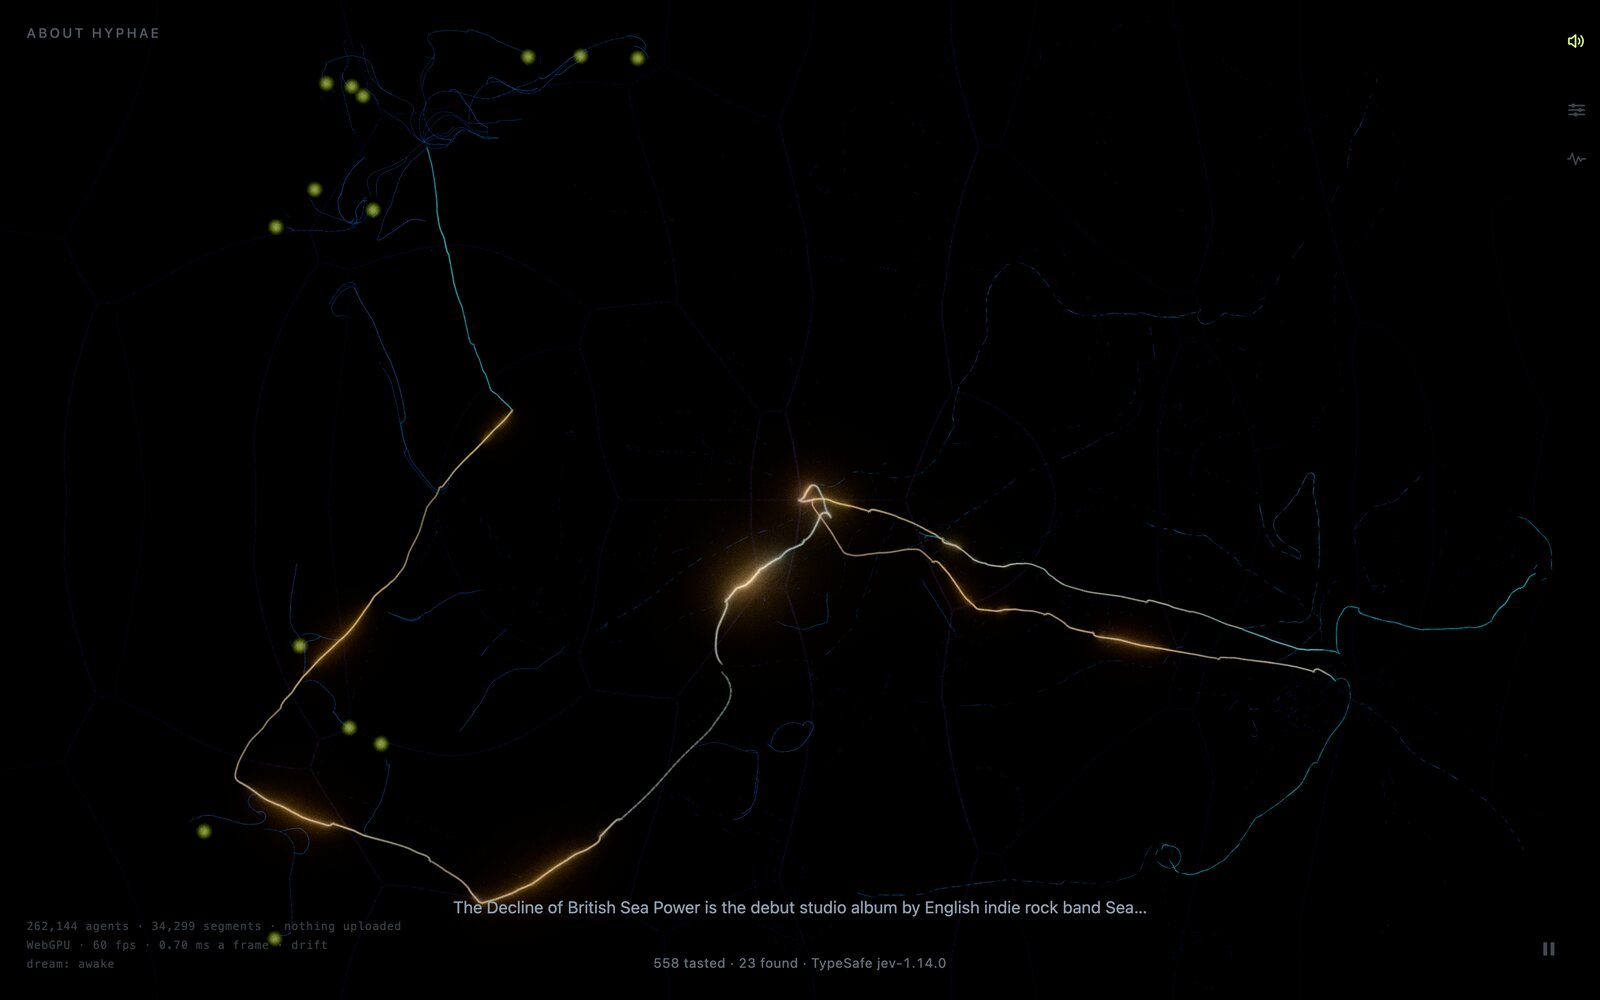 ABOUT HYPHAE
The Decline of British Sea Power is the debut studio album by English indie rock band Sea...
262,144 agents · 34,299 segments · nothing uploaded
WebGPU · 60 fps · 0.70 ms a frame · drift
dream: awake
558 tasted · 23 found · TypeSafe jev-1.14.0